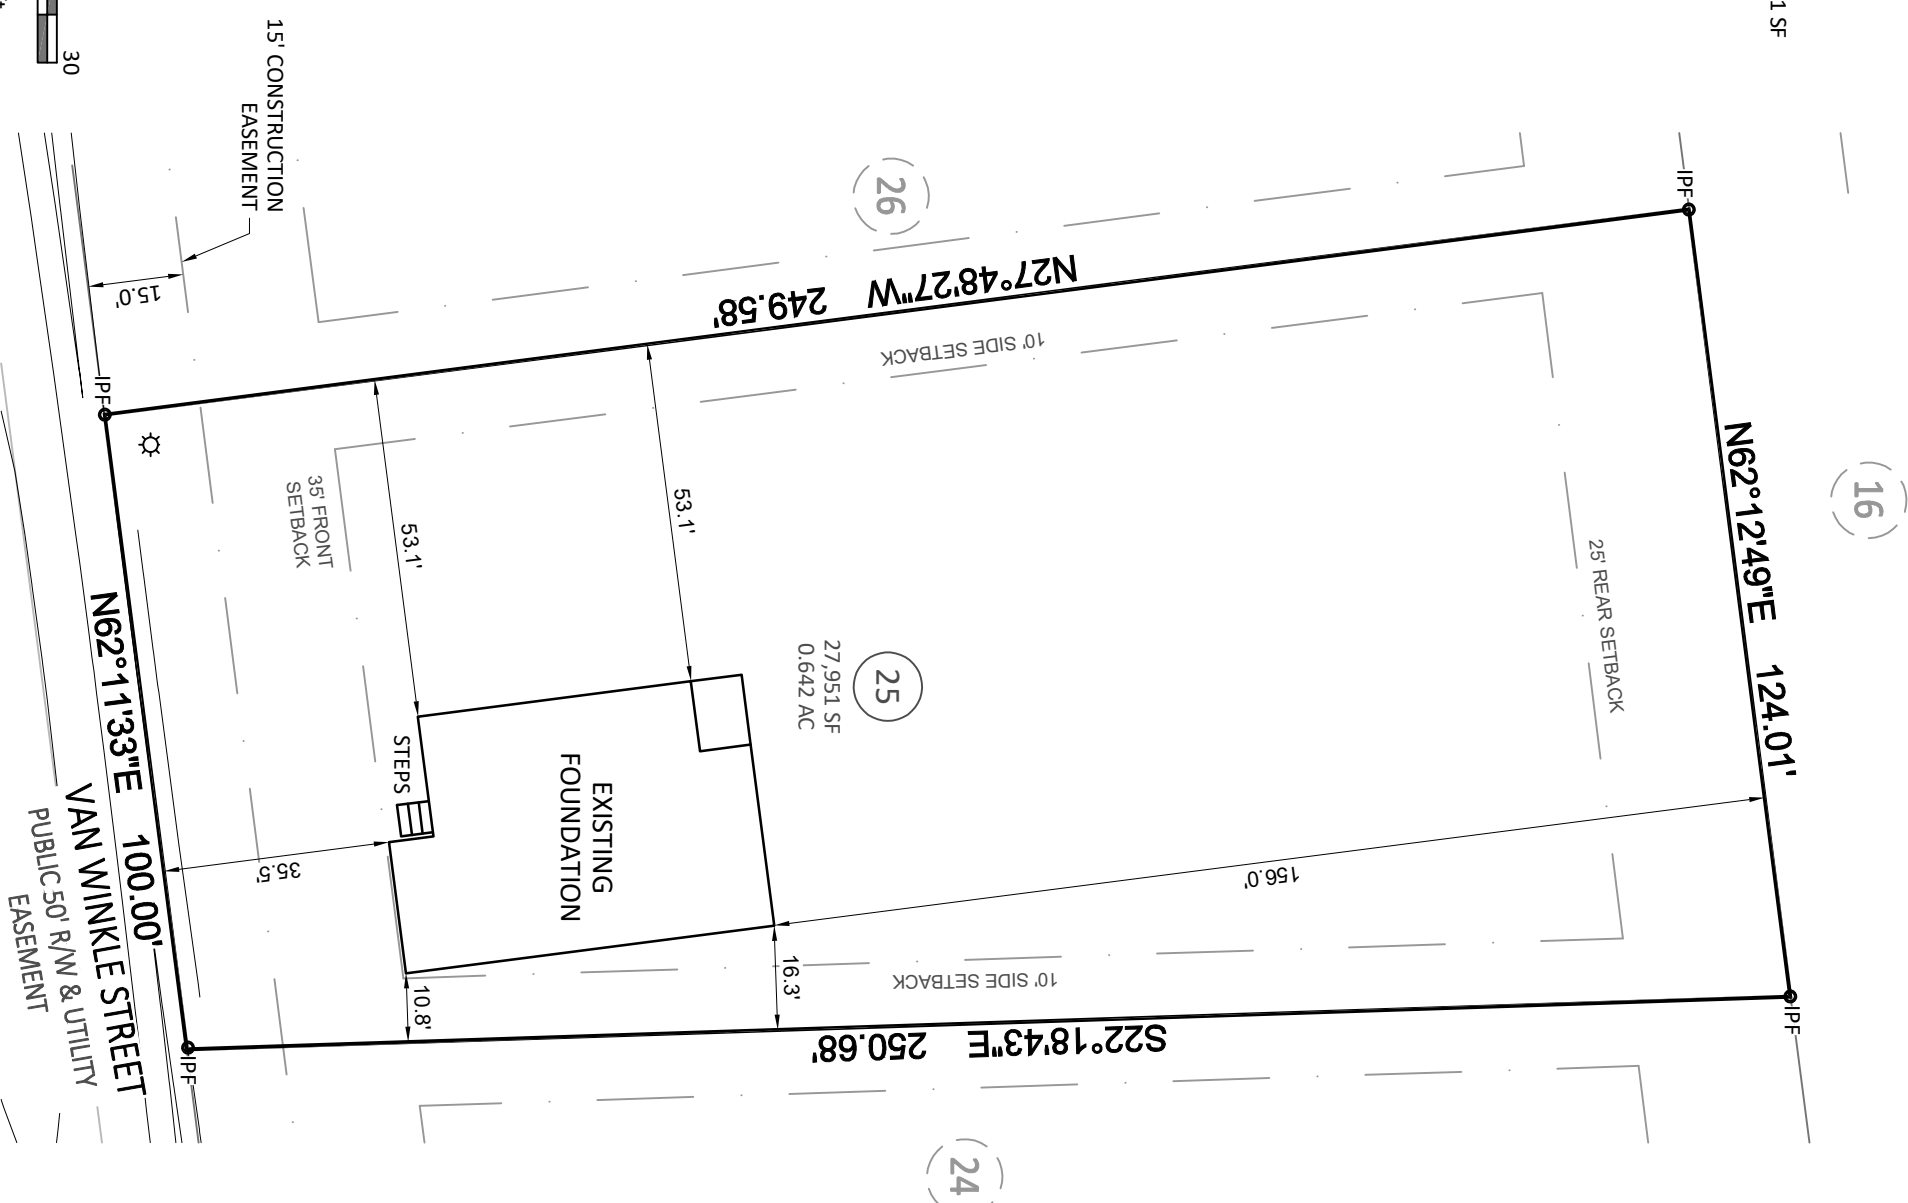 1 SF
30
15' CONSTRUCTION
EASEMENT
15.0'
26
IPF
N27°48'27"W 249.58'
10' SIDE SETBACK
16
N62°12'49"E 124.01'
25' REAR SETBACK
IPF
35' FRONT
SETBACK
53.1'
53.1'
25
27,951 SF
0.642 AC
STEPS
EXISTING
FOUNDATION
35.5'
156.0'
16.3'
10.8'
10' SIDE SETBACK
S22°18'43"E 250.68'
IPF
IPF
N62°11'33"E 100.00'
VAN WINKLE STREET
PUBLIC 50' R/W & UTILITY
EASEMENT
24